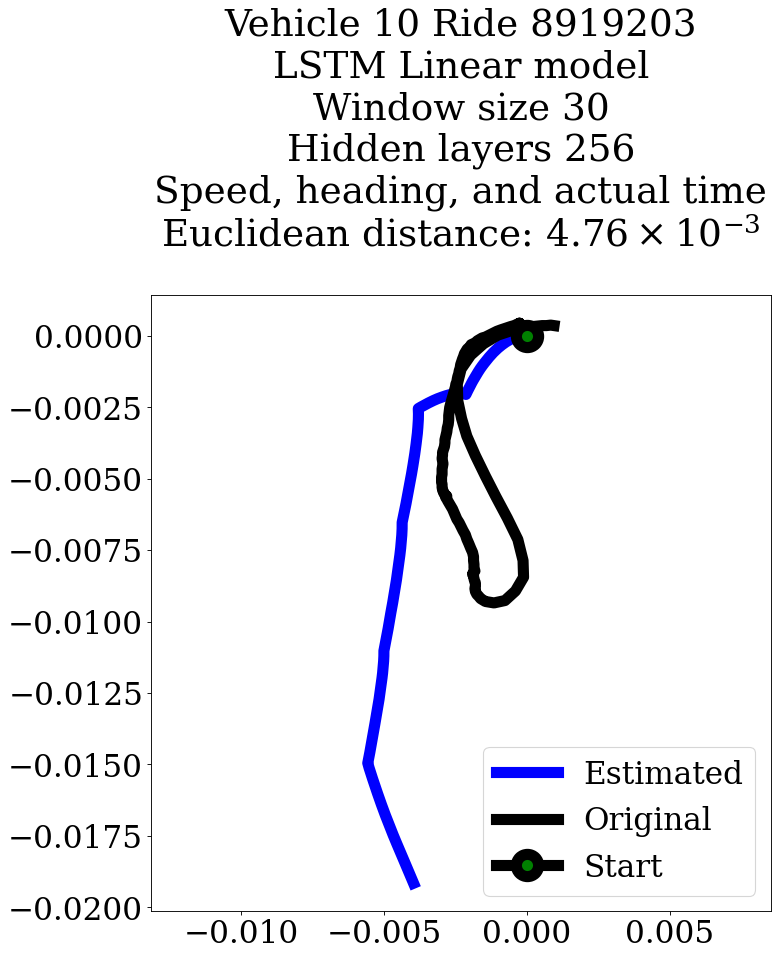 Vehicle 10 Ride 8919203
LSTM Linear model
Window size 30
Hidden layers 256
Speed, heading, and actual time
Euclidean distance: 4.76 × 10⁻³
0.0000
−0.0025
−0.0050
−0.0075
−0.0100
−0.0125
−0.0150
−0.0175
−0.0200
Estimated
Original
Start
−0.010 −0.005 0.000 0.005